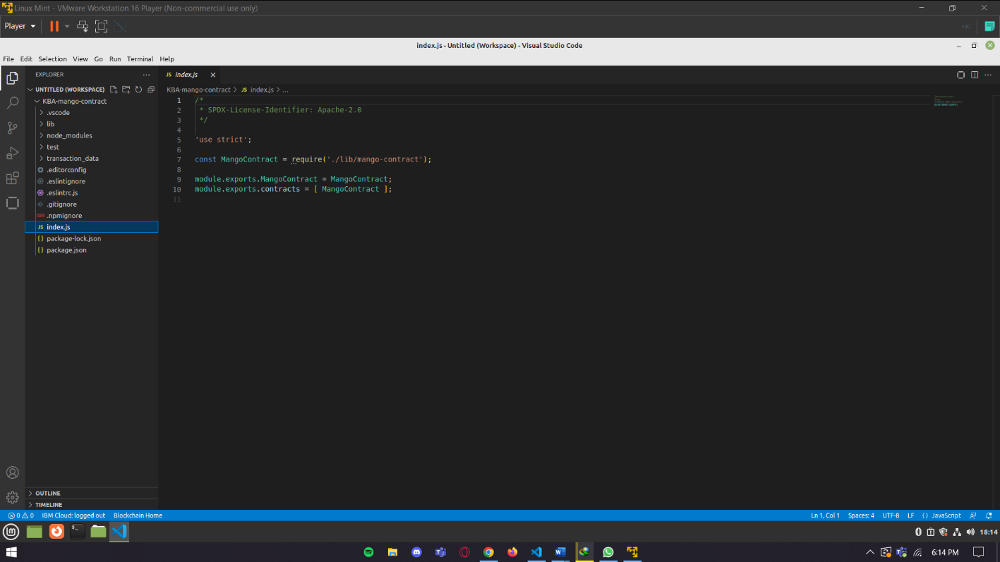 Linux Mint - VMware Workstation 16 Player (Non-commercial use only)
Player
index.js - Untitled (Workspace) - Visual Studio Code
File Edit Selection View Go Run Terminal Help
EXPLORER
UNTITLED (WORKSPACE)
KBA-mango-contract
.vscode
lib
node_modules
test
transaction_data
.editorconfig
.eslintignore
.eslintrc.js
.gitignore
.npmignore
JS index.js
{} package-lock.json
{} package.json
OUTLINE
TIMELINE
JS index.js
KBA-mango-contract > JS index.js > ...
1 /*
2 * SPDX-License-Identifier: Apache-2.0
3 */
4
5 'use strict';
6
7 const MangoContract = require('./lib/mango-contract');
8
9 module.exports.MangoContract = MangoContract;
10 module.exports.contracts = [ MangoContract ];
11
0 0 IBM Cloud: logged out Blockchain Home Ln 1, Col 1 Spaces: 4 UTF-8 LF {} JavaScript
18:14
6:14 PM